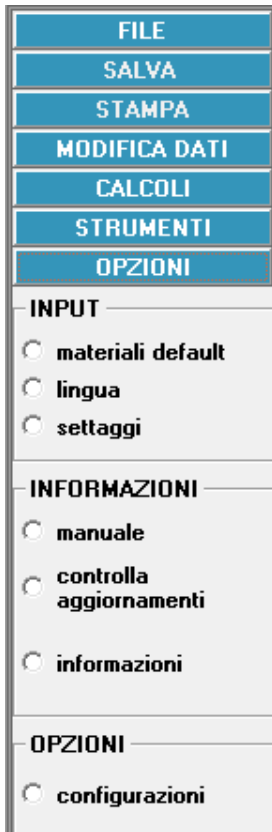 FILE
SALVA
STAMPA
MODIFICA DATI
CALCOLI
STRUMENTI
OPZIONI
INPUT
materiali default
lingua
settaggi
INFORMAZIONI
manuale
controlla
aggiornamenti
informazioni
OPZIONI
configurazioni